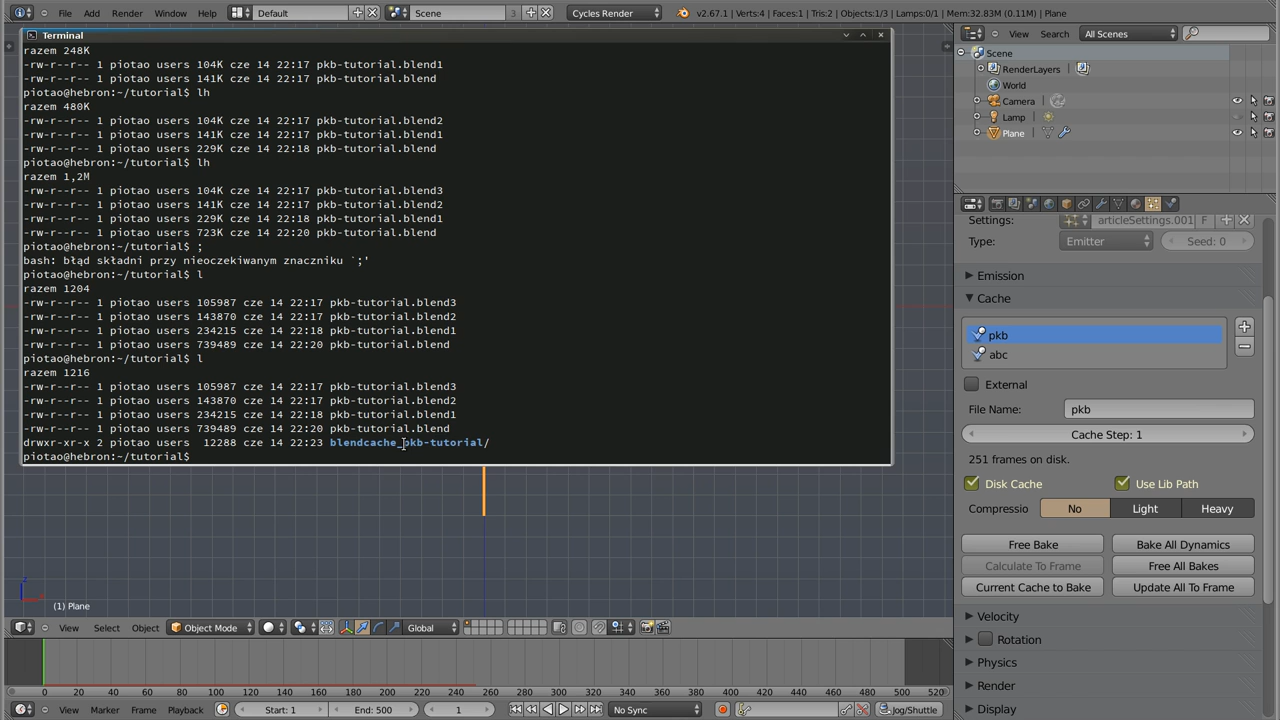 File Add Render Window Help Default Scene 3 Cycles Render v2.67.1 | Verts:4 | Faces:1 | Tris:2 | Objects:1/3 | Lamps:0/1 | Mem:32.83M (0.11M) | Plane
Terminal
razem 248K
-rw-r--r-- 1 piotao users 104K cze 14 22:17 pkb-tutorial.blend1
-rw-r--r-- 1 piotao users 141K cze 14 22:17 pkb-tutorial.blend
piotao@hebron:~/tutorial$ lh
razem 480K
-rw-r--r-- 1 piotao users 104K cze 14 22:17 pkb-tutorial.blend2
-rw-r--r-- 1 piotao users 141K cze 14 22:17 pkb-tutorial.blend1
-rw-r--r-- 1 piotao users 229K cze 14 22:18 pkb-tutorial.blend
piotao@hebron:~/tutorial$ lh
razem 1,2M
-rw-r--r-- 1 piotao users 104K cze 14 22:17 pkb-tutorial.blend3
-rw-r--r-- 1 piotao users 141K cze 14 22:17 pkb-tutorial.blend2
-rw-r--r-- 1 piotao users 229K cze 14 22:18 pkb-tutorial.blend1
-rw-r--r-- 1 piotao users 723K cze 14 22:20 pkb-tutorial.blend
piotao@hebron:~/tutorial$ ;
bash: błąd składni przy nieoczekiwanym znaczniku `;'
piotao@hebron:~/tutorial$ l
razem 1204
-rw-r--r-- 1 piotao users 105987 cze 14 22:17 pkb-tutorial.blend3
-rw-r--r-- 1 piotao users 143870 cze 14 22:17 pkb-tutorial.blend2
-rw-r--r-- 1 piotao users 234215 cze 14 22:18 pkb-tutorial.blend1
-rw-r--r-- 1 piotao users 739489 cze 14 22:20 pkb-tutorial.blend
piotao@hebron:~/tutorial$ l
razem 1216
-rw-r--r-- 1 piotao users 105987 cze 14 22:17 pkb-tutorial.blend3
-rw-r--r-- 1 piotao users 143870 cze 14 22:17 pkb-tutorial.blend2
-rw-r--r-- 1 piotao users 234215 cze 14 22:18 pkb-tutorial.blend1
-rw-r--r-- 1 piotao users 739489 cze 14 22:20 pkb-tutorial.blend
drwxr-xr-x 2 piotao users  12288 cze 14 22:23 blendcache_pkb-tutorial/
piotao@hebron:~/tutorial$
(1) Plane
View Select Object Object Mode Global
0 20 40 60 80 100 120 140 160 180 200 220 240 260 280 300 320 340 360 380 400 420 440 460 480 500 520
View Marker Frame Playback Start: 1 End: 500 1 No Sync Jog/Shuttle
View Search All Scenes
Scene
RenderLayers |
World
Camera |
Lamp |
Plane |
Settings: articleSettings.001 F
Type: Emitter Seed: 0
Emission
Cache
pkb
abc
External
File Name: pkb
Cache Step: 1
251 frames on disk.
Disk Cache Use Lib Path
Compressio No Light Heavy
Free Bake Bake All Dynamics
Calculate To Frame Free All Bakes
Current Cache to Bake Update All To Frame
Velocity
Rotation
Physics
Render
Display